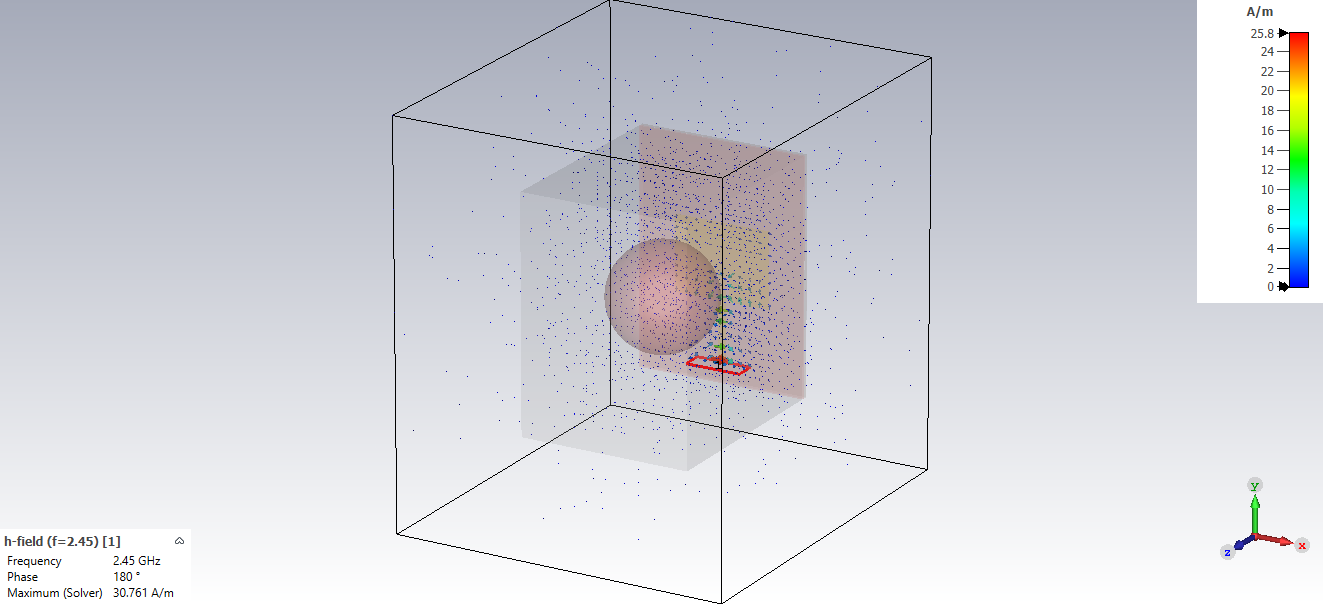 A/m
25.8
24
22
20
18
16
14
12
10
8
6
4
2
0
Y
x
z
h-field (f=2.45) [1]
Frequency 2.45 GHz
Phase 180 °
Maximum (Solver) 30.761 A/m